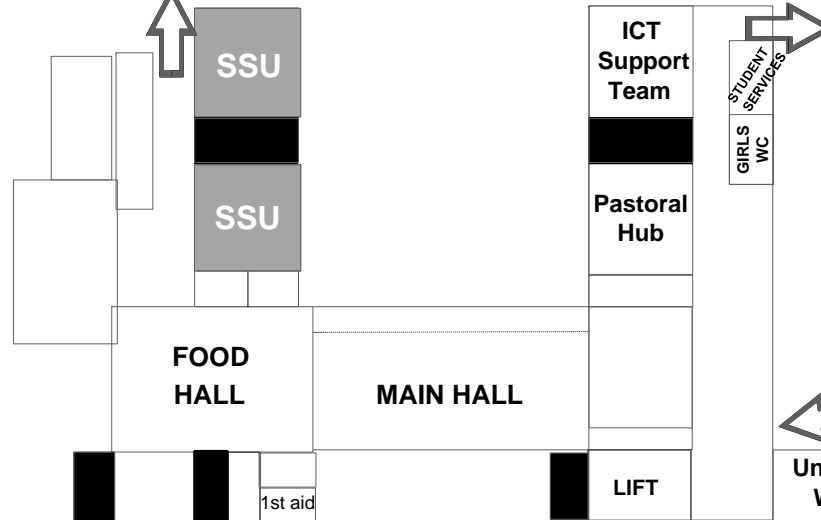 SSU
ICT
Support
Team
STUDENT
SERVICES
GIRLS
WC
SSU
Pastoral
Hub
FOOD
HALL
MAIN HALL
1st aid
LIFT